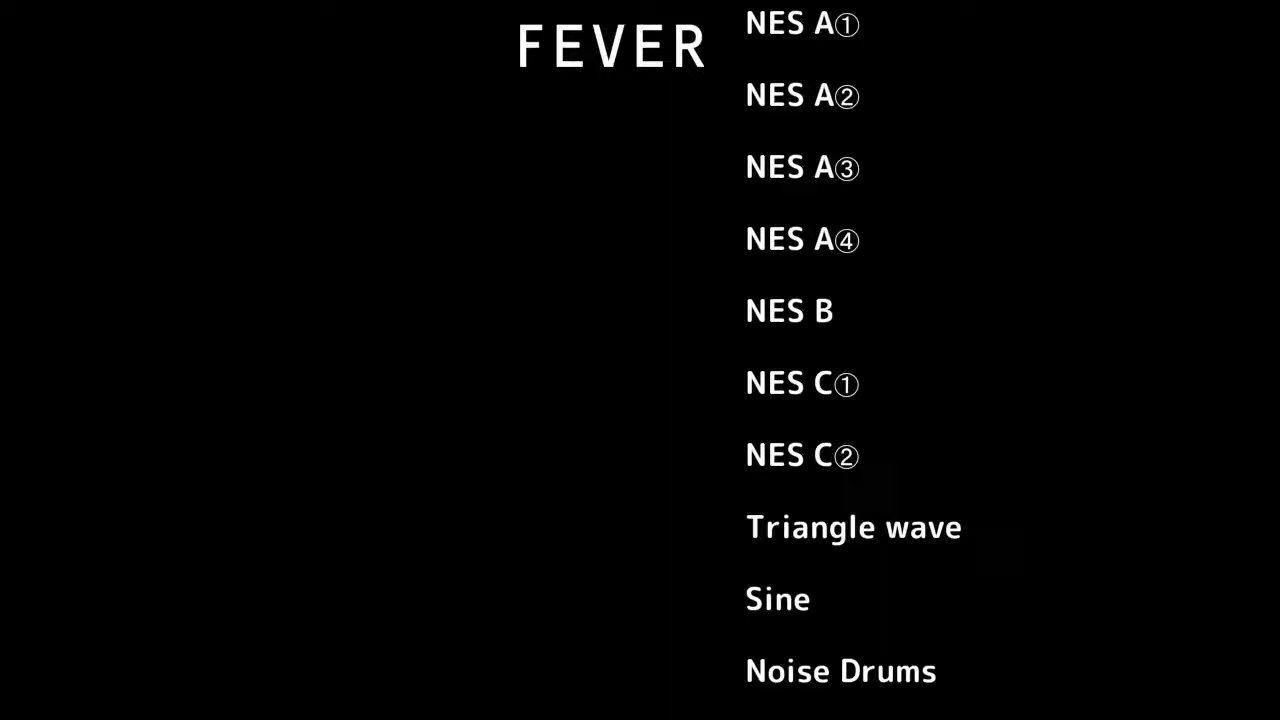 FEVER
NES A①
NES A②
NES A③
NES A④
NES B
NES C①
NES C②
Triangle wave
Sine
Noise Drums